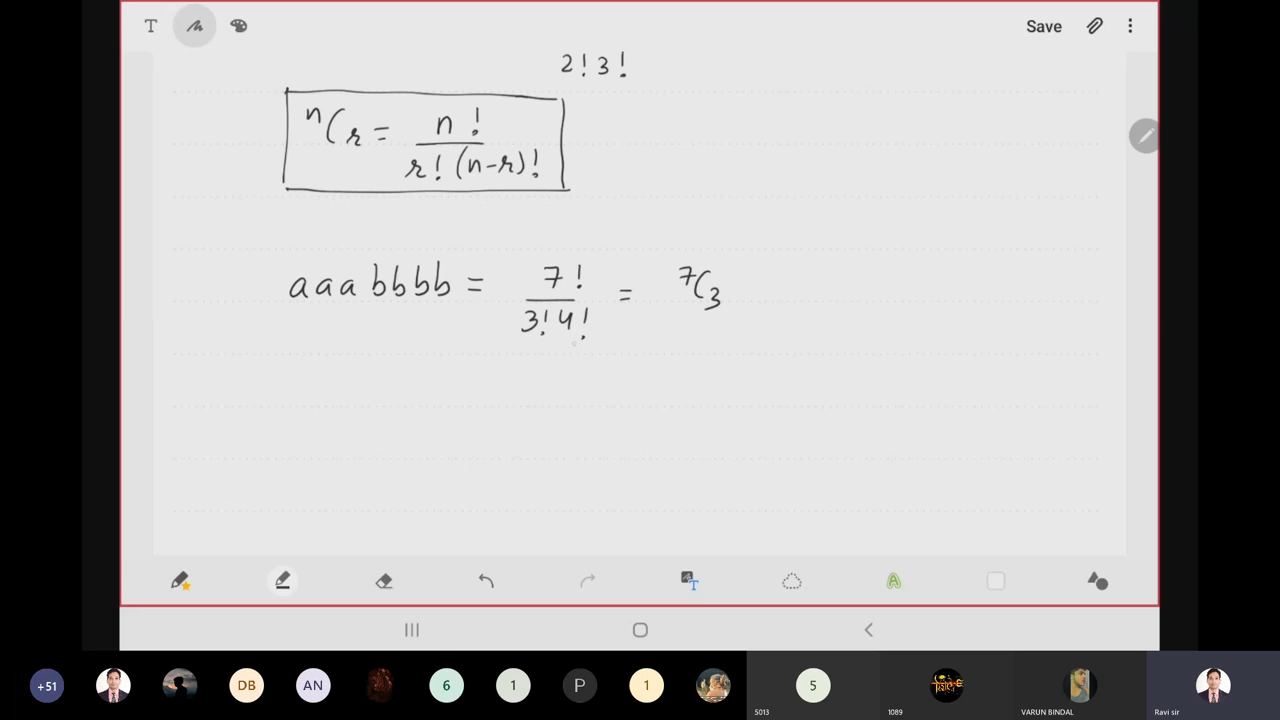 T
Save
2!3!
nCr = n! / r!(n-r)!
aaabbbb = 7! / 3!4! = 7C3
T
A
+51
DB
AN
6
1
P
1
5
5013
1089
VARUN BINDAL
Ravi sir